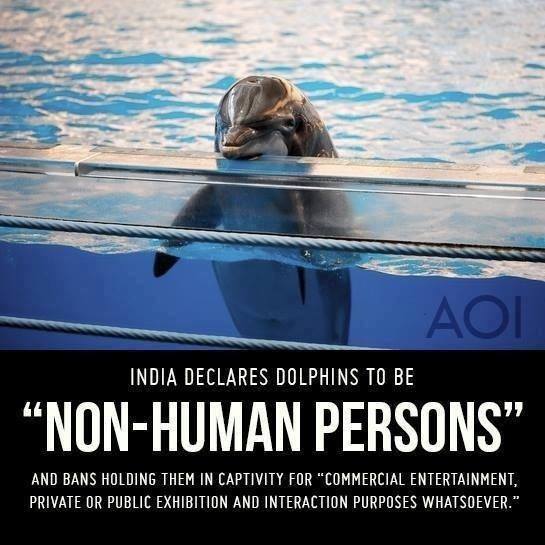 AOI
INDIA DECLARES DOLPHINS TO BE
“NON-HUMAN PERSONS”
AND BANS HOLDING THEM IN CAPTIVITY FOR “COMMERCIAL ENTERTAINMENT,
PRIVATE OR PUBLIC EXHIBITION AND INTERACTION PURPOSES WHATSOEVER.”